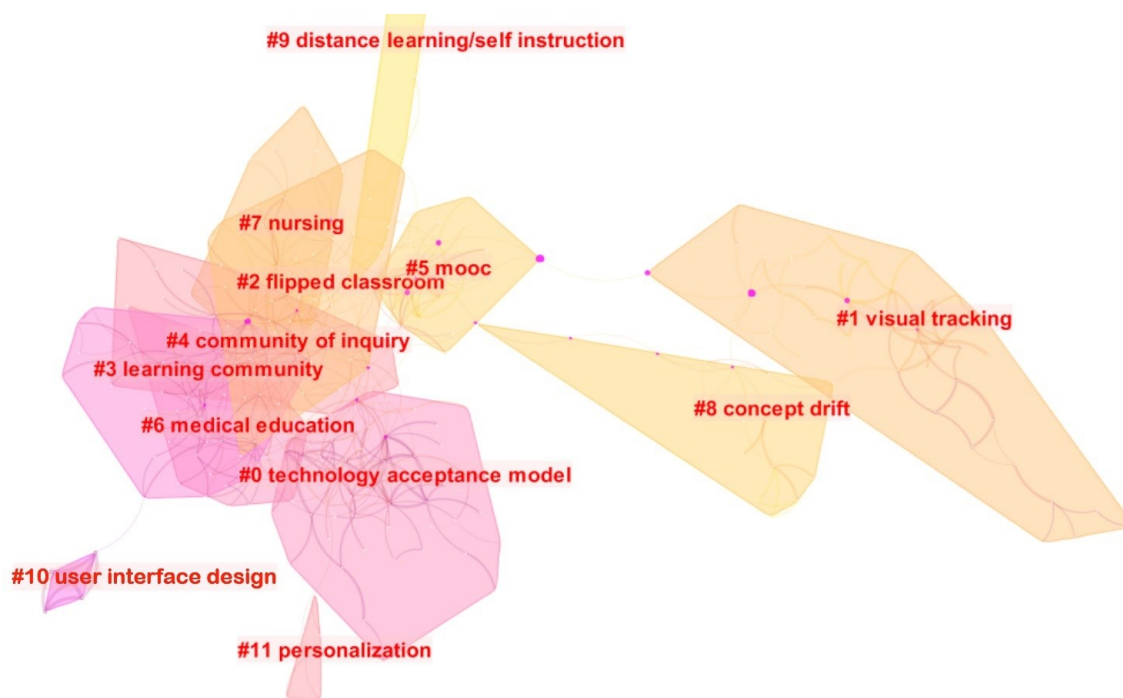 #9 distance learning/self instruction
#7 nursing
#5 mooc
#2 flipped classroom
#1 visual tracking
#4 community of inquiry
#3 learning community
#8 concept drift
#6 medical education
#0 technology acceptance model
#10 user interface design
#11 personalization